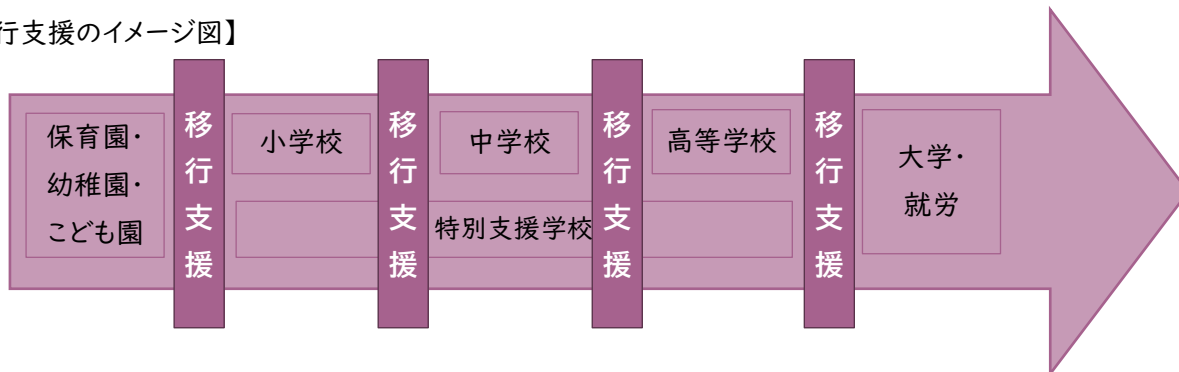 行支援のイメージ図】
保育園・
幼稚園・
こども園
移行支援
小学校
移行支援
中学校
移行支援
高等学校
移行支援
大学・
就労
特別支援学校